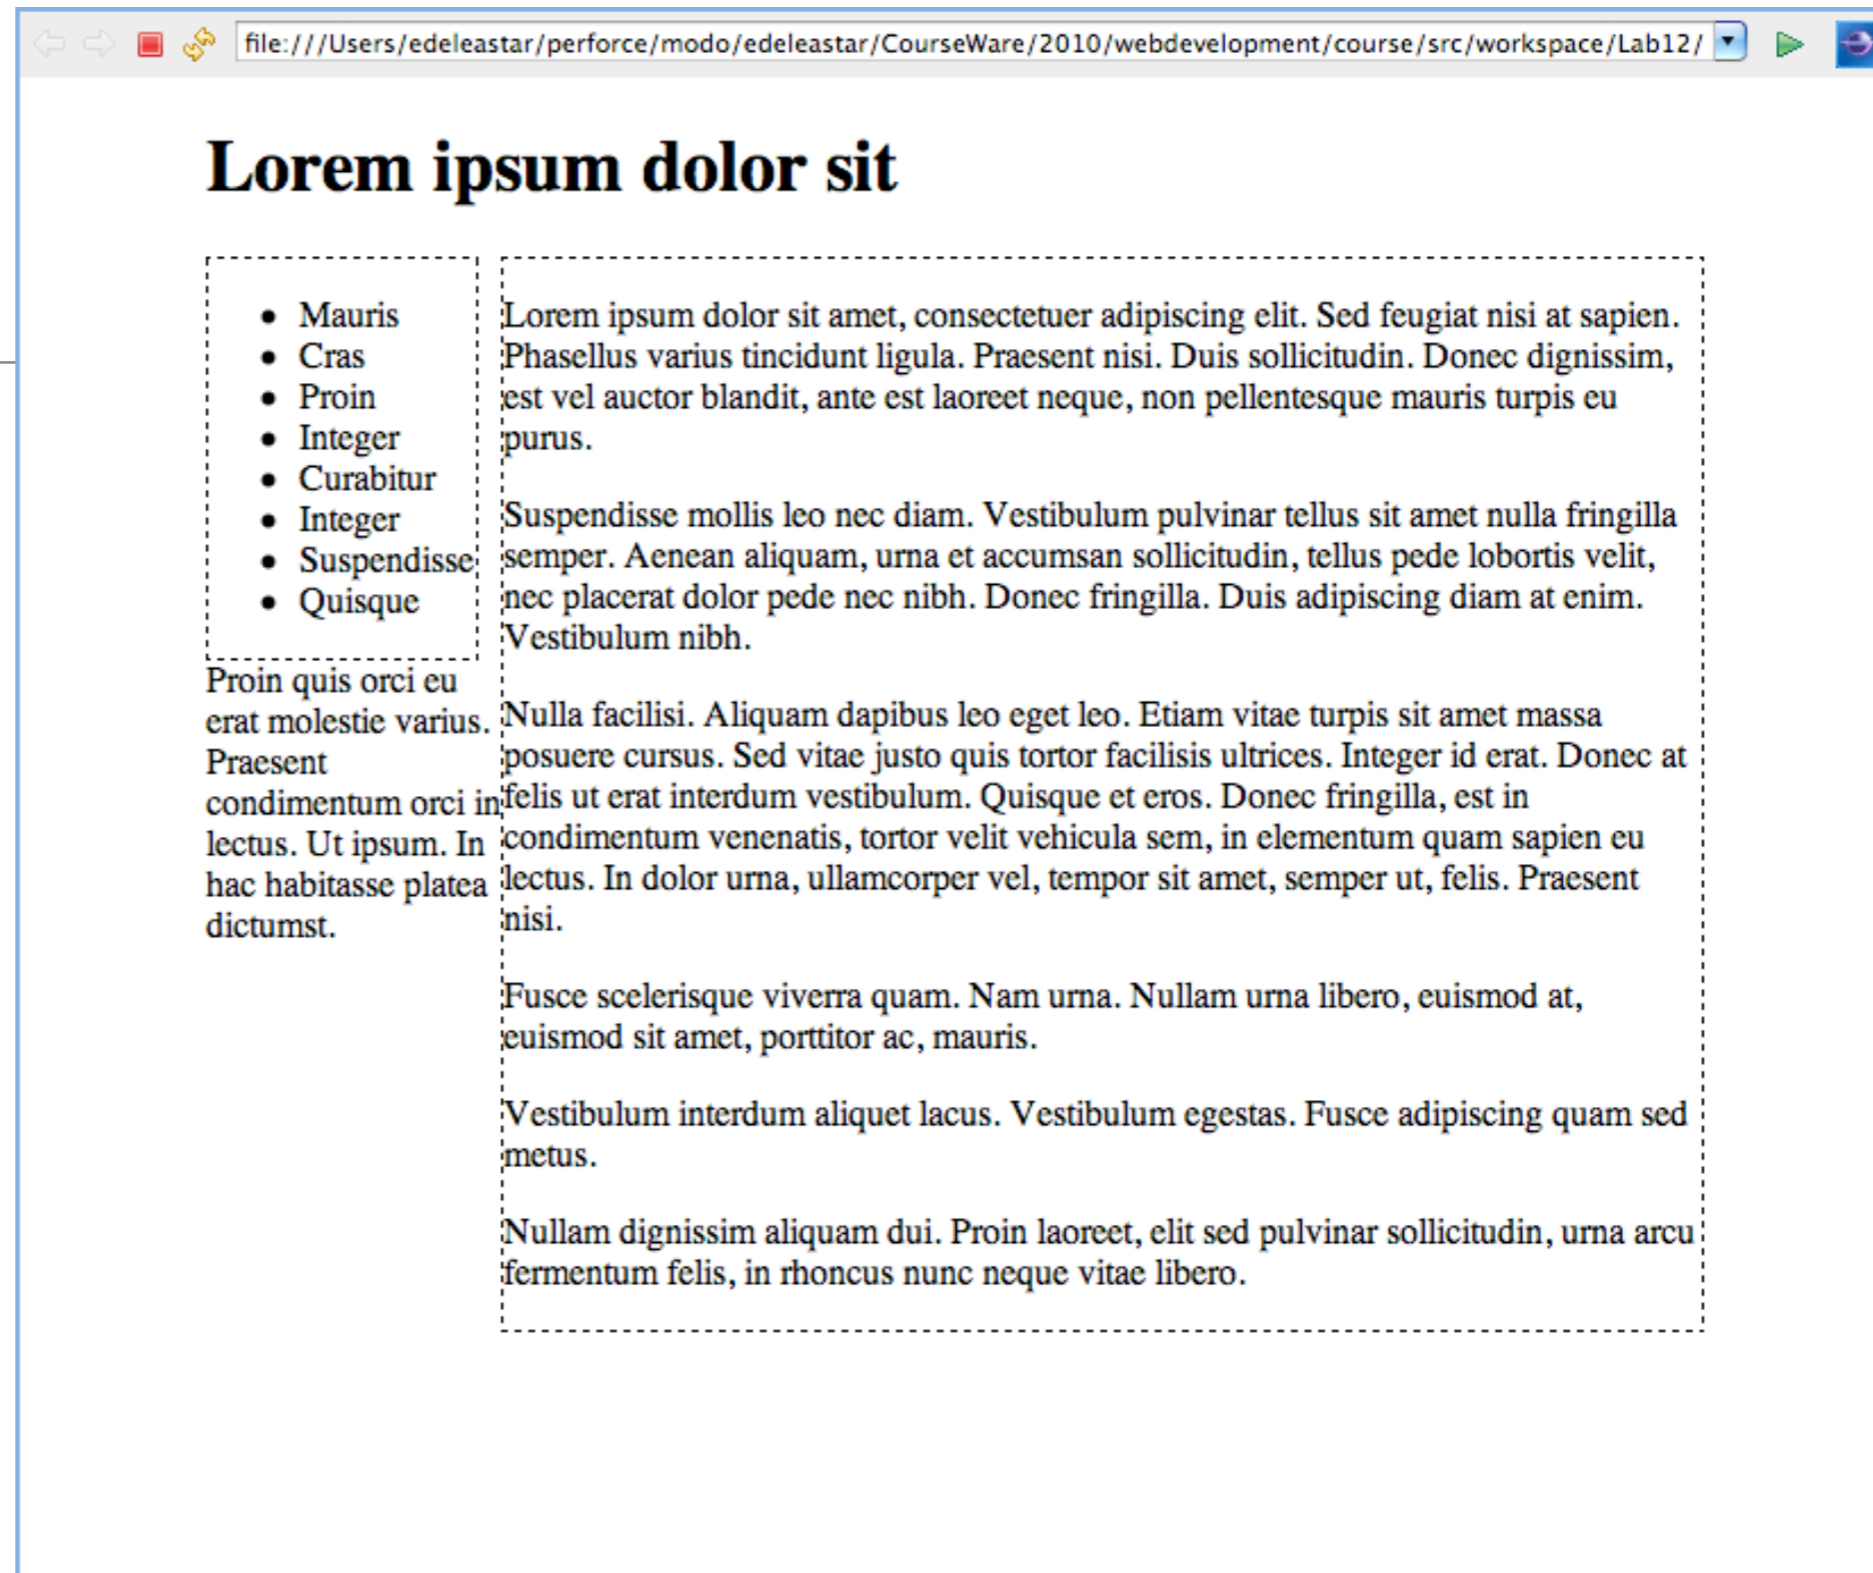 file:///Users/edeleastar/perforce/modo/edeleastar/CourseWare/2010/webdevelopment/course/src/workspace/Lab12/
Lorem ipsum dolor sit
• Mauris
• Cras
• Proin
• Integer
• Curabitur
• Integer
• Suspendisse
• Quisque
Proin quis orci eu
erat molestie varius.
Praesent
condimentum orci in
lectus. Ut ipsum. In
hac habitasse platea
dictumst.
Lorem ipsum dolor sit amet, consectetuer adipiscing elit. Sed feugiat nisi at sapien.
Phasellus varius tincidunt ligula. Praesent nisi. Duis sollicitudin. Donec dignissim,
est vel auctor blandit, ante est laoreet neque, non pellentesque mauris turpis eu
purus.
Suspendisse mollis leo nec diam. Vestibulum pulvinar tellus sit amet nulla fringilla
semper. Aenean aliquam, urna et accumsan sollicitudin, tellus pede lobortis velit,
nec placerat dolor pede nec nibh. Donec fringilla. Duis adipiscing diam at enim.
Vestibulum nibh.
Nulla facilisi. Aliquam dapibus leo eget leo. Etiam vitae turpis sit amet massa
posuere cursus. Sed vitae justo quis tortor facilisis ultrices. Integer id erat. Donec at
felis ut erat interdum vestibulum. Quisque et eros. Donec fringilla, est in
condimentum venenatis, tortor velit vehicula sem, in elementum quam sapien eu
lectus. In dolor urna, ullamcorper vel, tempor sit amet, semper ut, felis. Praesent
nisi.
Fusce scelerisque viverra quam. Nam urna. Nullam urna libero, euismod at,
euismod sit amet, porttitor ac, mauris.
Vestibulum interdum aliquet lacus. Vestibulum egestas. Fusce adipiscing quam sed
metus.
Nullam dignissim aliquam dui. Proin laoreet, elit sed pulvinar sollicitudin, urna arcu
fermentum felis, in rhoncus nunc neque vitae libero.